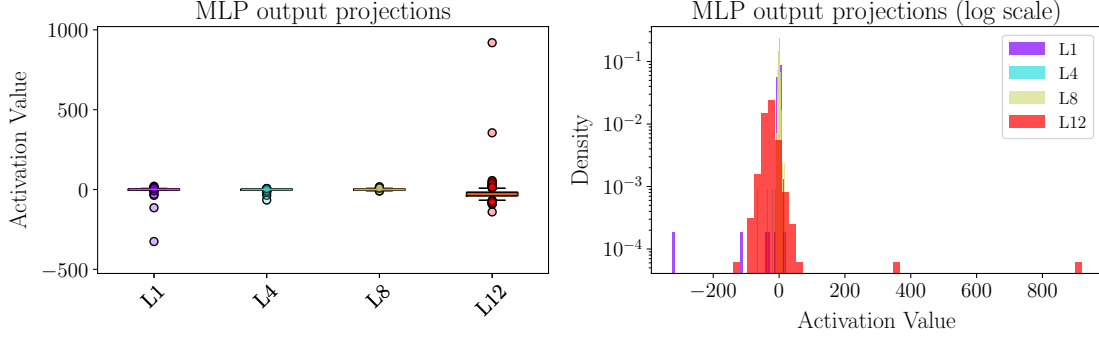 MLP output projections
1000
500
0
−500
Activation Value
L1
L4
L8
L12
MLP output projections (log scale)
10⁻¹
10⁻²
10⁻³
10⁻⁴
Density
L1
L4
L8
L12
−200
0
200
400
600
800
Activation Value